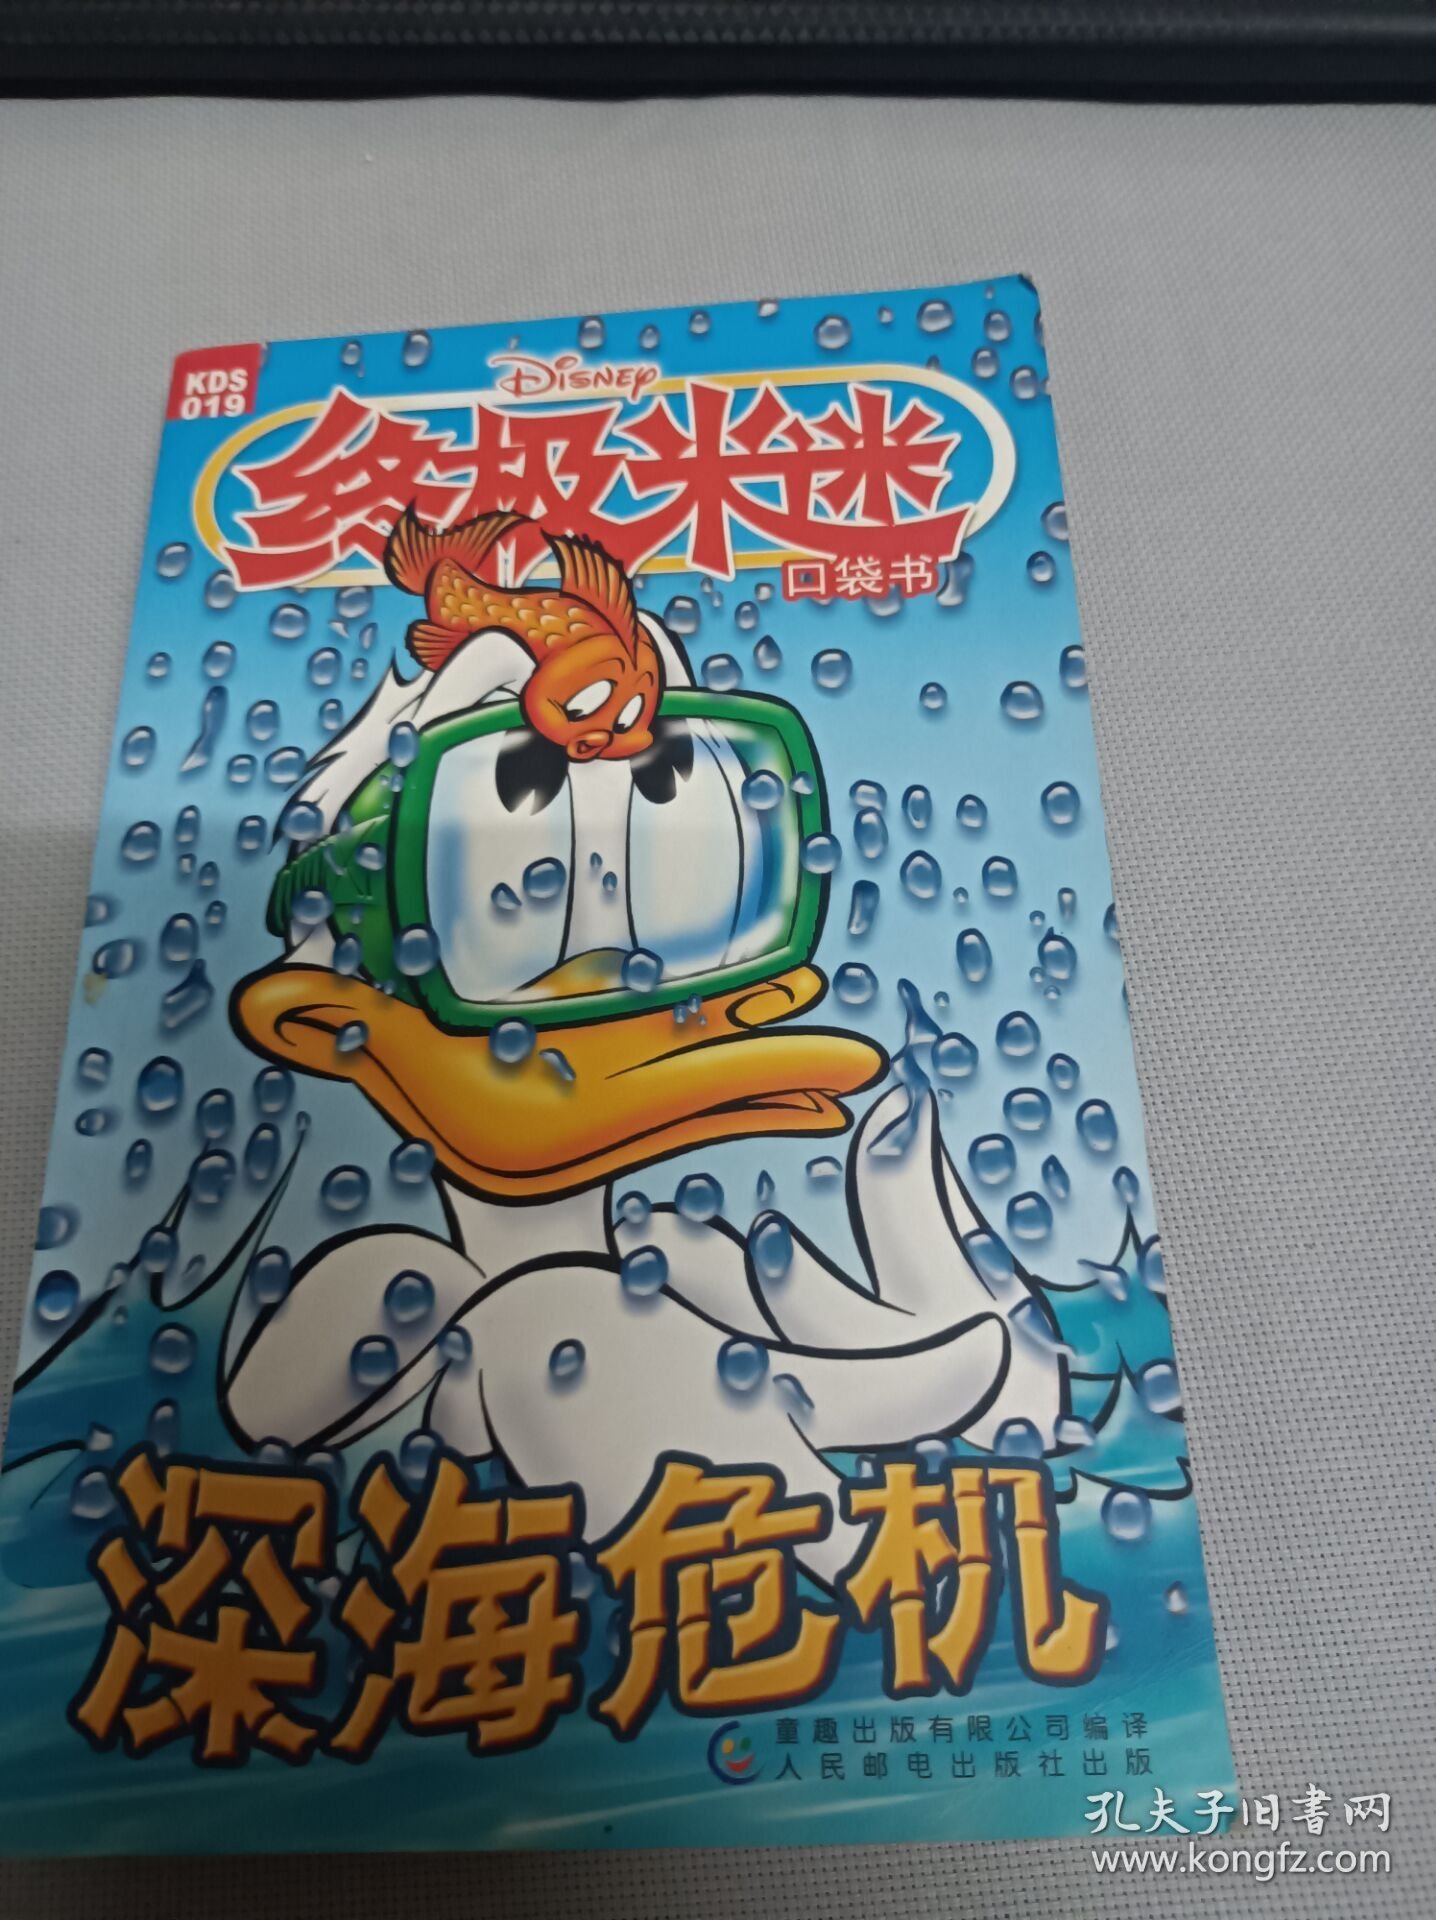 KDS
019
Disney
终极米迷
口袋书
深海危机
童趣出版有限公司编译
人民邮电出版社出版
孔夫子旧書网
www.kongfz.com